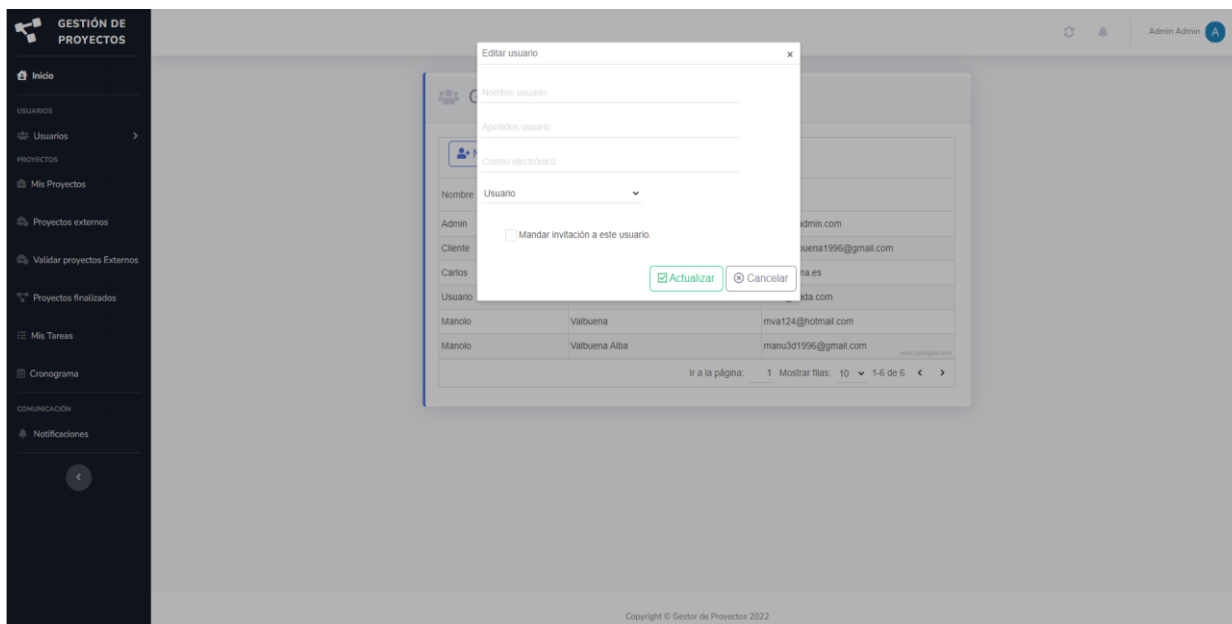 GESTIÓN DE
PROYECTOS
Inicio
USUARIOS
Usuarios
PROYECTOS
Mis Proyectos
Proyectos externos
Validar proyectos Externos
Proyectos finalizados
Mis Tareas
Cronograma
COMUNICACIÓN
Notificaciones
Admin Admin A
Editar usuario ×
Nombre usuario
Apellidos usuario
Correo electrónico
Usuario
Mandar invitación a este usuario.
Actualizar Cancelar
G
N
Nombre
Admin admin.com
Cliente buena1996@gmail.com
Carlos na.es
Usuario ada.com
Manolo Valbuena mva124@hotmail.com
Manolo Valbuena Alba manu3d1996@gmail.com
Ir a la página: 1 Mostrar filas: 10 1-6 de 6
Copyright © Gestor de Proyectos 2022